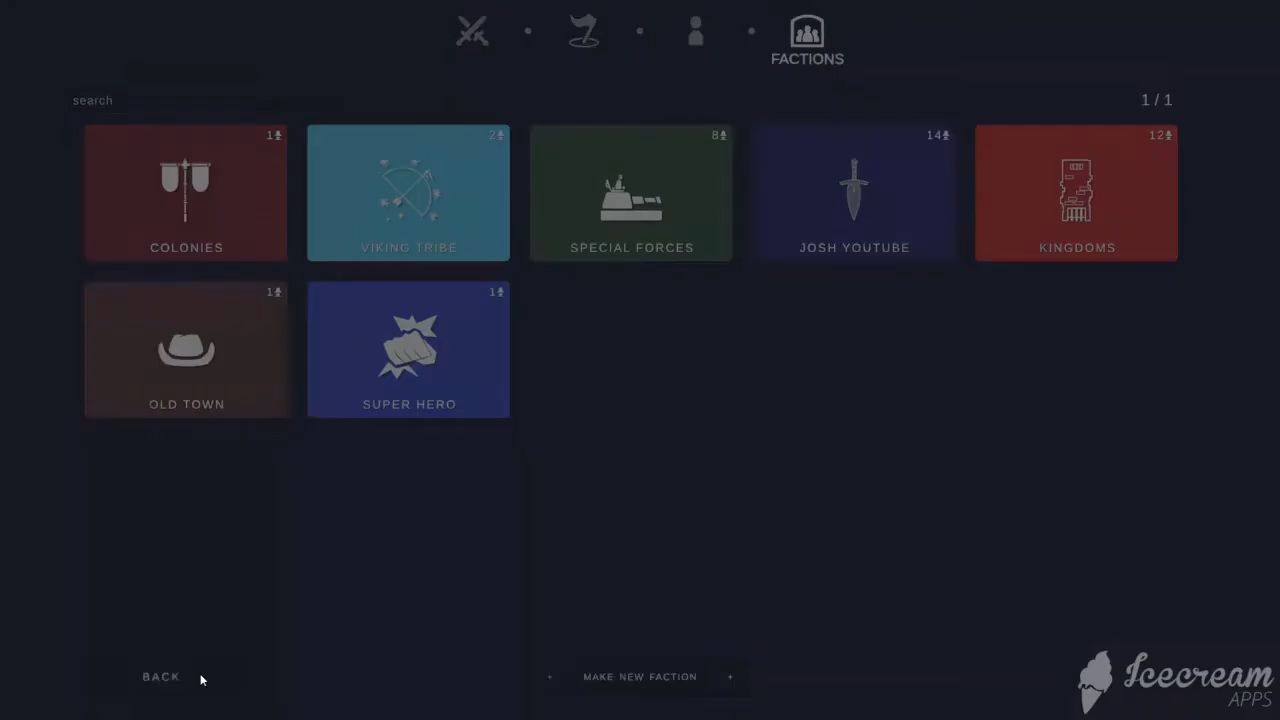 FACTIONS
search
1 / 1
1
COLONIES
2
VIKING TRIBE
8
SPECIAL FORCES
14
JOSH YOUTUBE
12
KINGDOMS
1
OLD TOWN
1
SUPER HERO
BACK
+ MAKE NEW FACTION +
Icecream
APPS